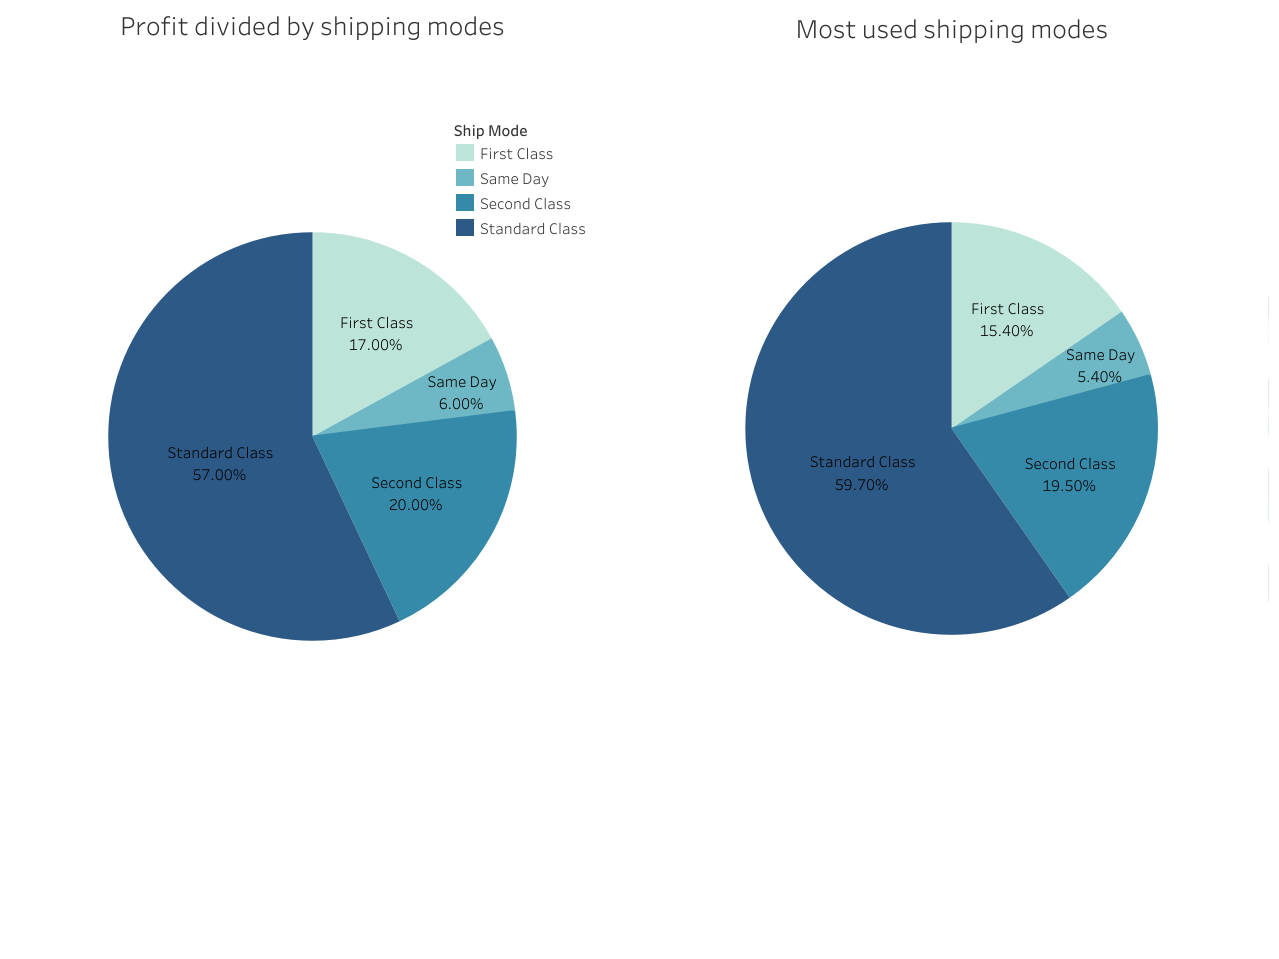 Profit divided by shipping modes
Most used shipping modes
Ship Mode
First Class
Same Day
Second Class
Standard Class
First Class
17.00%
Same Day
6.00%
Second Class
20.00%
Standard Class
57.00%
First Class
15.40%
Same Day
5.40%
Second Class
19.50%
Standard Class
59.70%